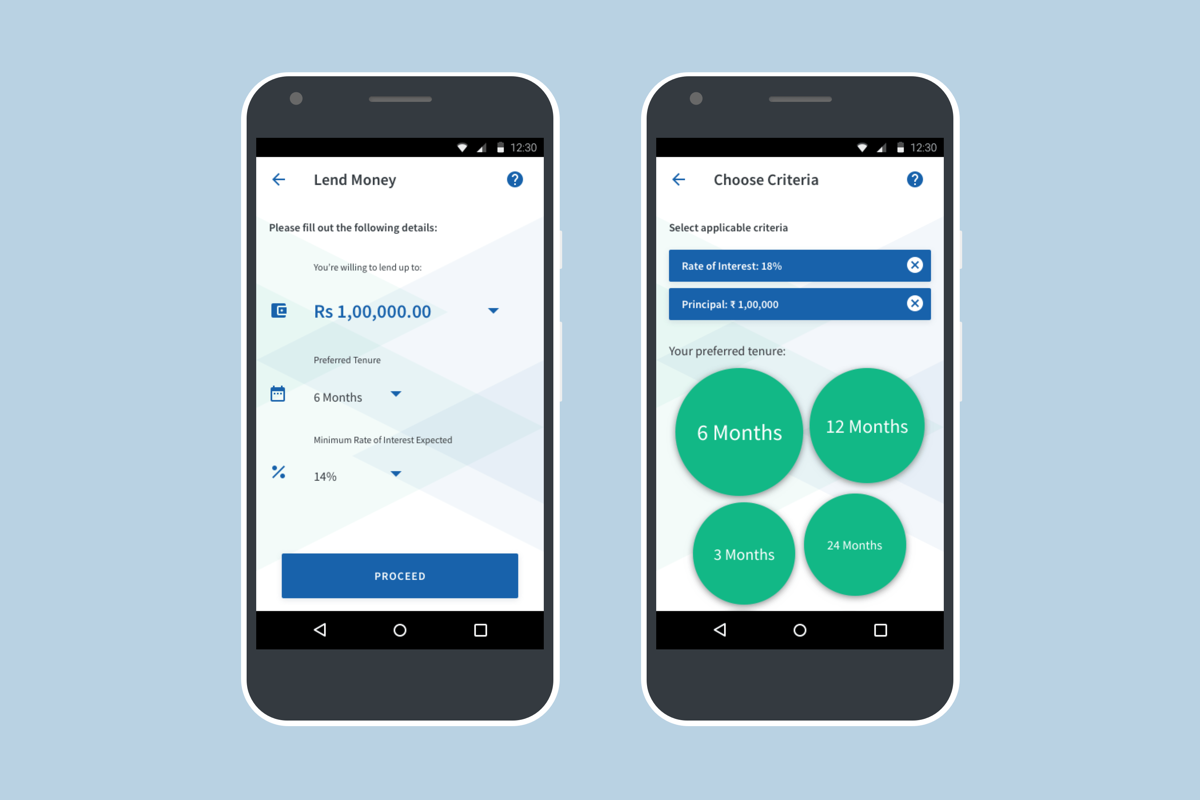 12:30
Lend Money
Please fill out the following details:
You're willing to lend up to:
Rs 1,00,000.00
Preferred Tenure
6 Months
Minimum Rate of Interest Expected
14%
PROCEED
12:30
Choose Criteria
Select applicable criteria
Rate of Interest: 18%
Principal: ₹ 1,00,000
Your preferred tenure:
6 Months
12 Months
3 Months
24 Months